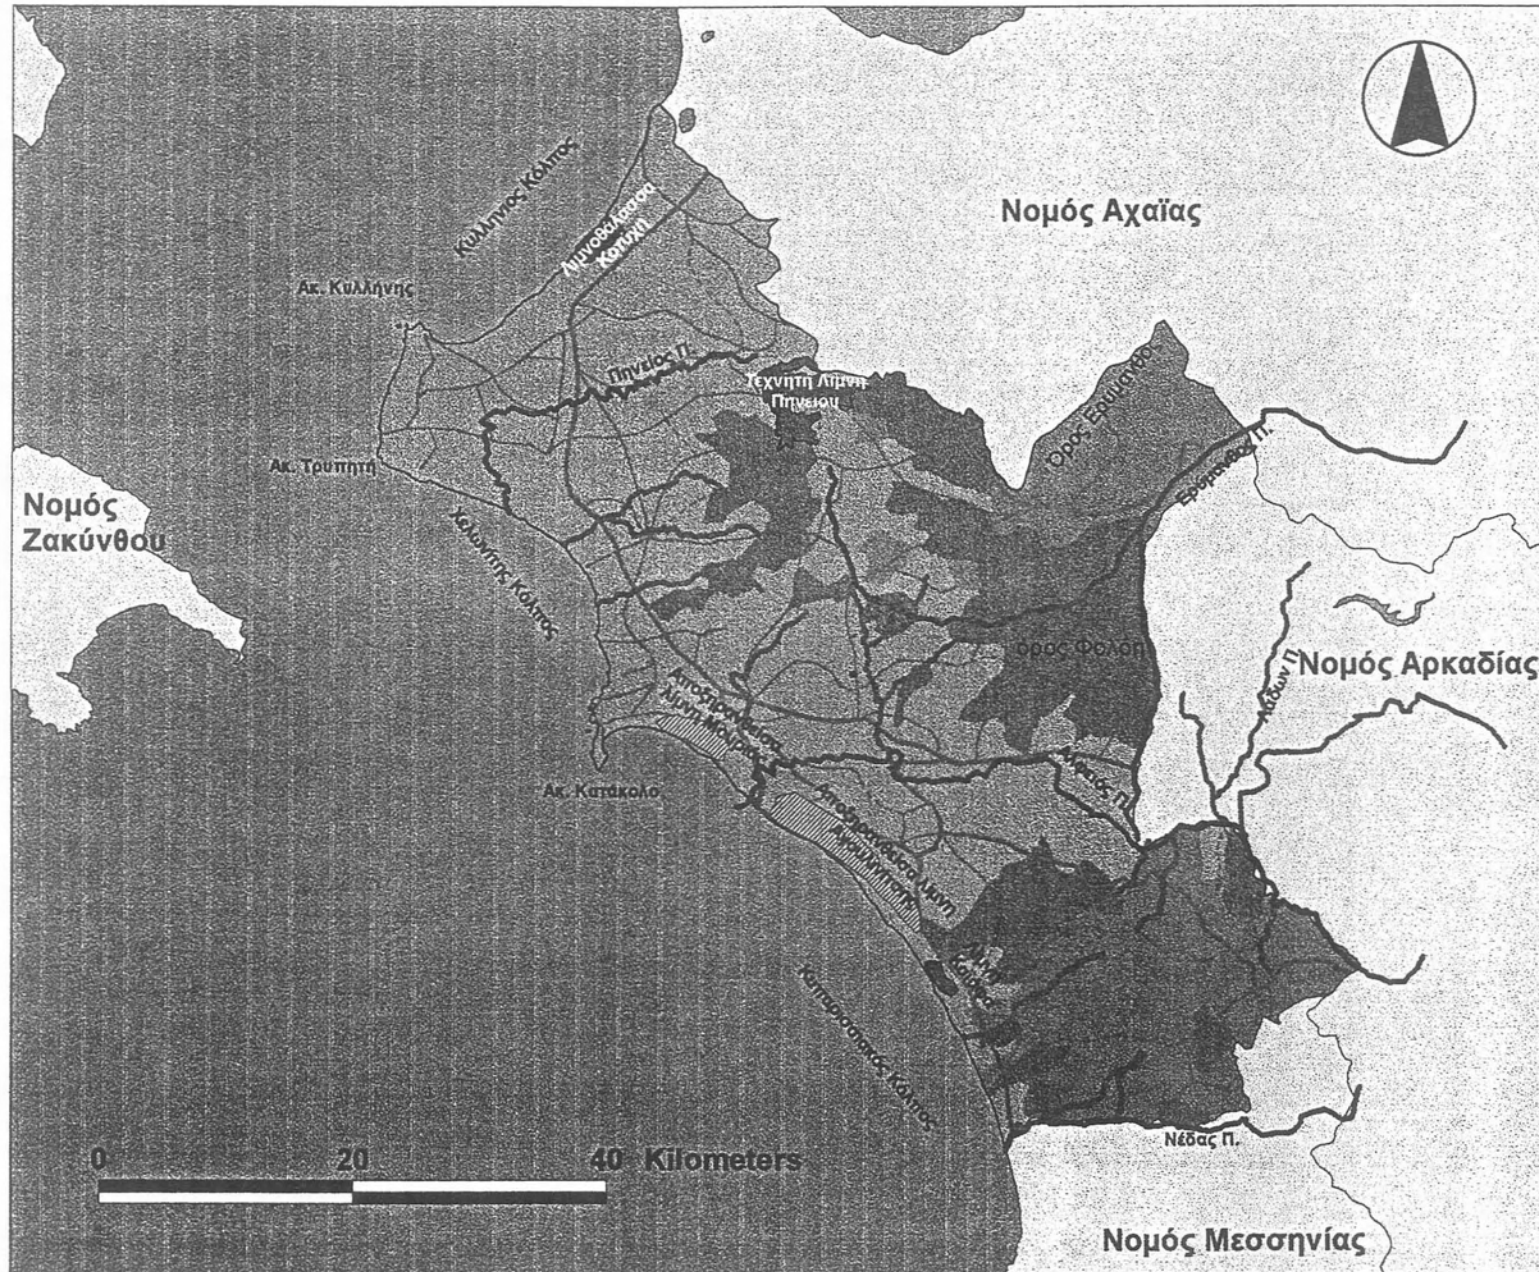 Νομός Αχαΐας
Κυλλήνιος Κόλπος
Λιμνοθάλασσα
Κοτύχη
Ακ. Κυλλήνης
Πηνειός Π.
Τεχνητή Λίμνη
Πηνειού
Όρος Ερύμανθος
Ερύμανθος Π.
Ακ. Τρυπητή
Νομός
Ζακύνθου
Χελωνίτης Κόλπος
όρος Φολόη
Νομός Αρκαδίας
Λάδων Π.
Αποξηρανθείσα
Λίμνη Μουριάς
Αλφειός Π.
Ακ. Κατάκολο
Αποξηρανθείσα Λίμνη
Αγουλινίτσης
Λίμνη
Καϊάφα
Κυπαρισσιακός Κόλπος
Νέδας Π.
0 20 40 Kilometers
Νομός Μεσσηνίας